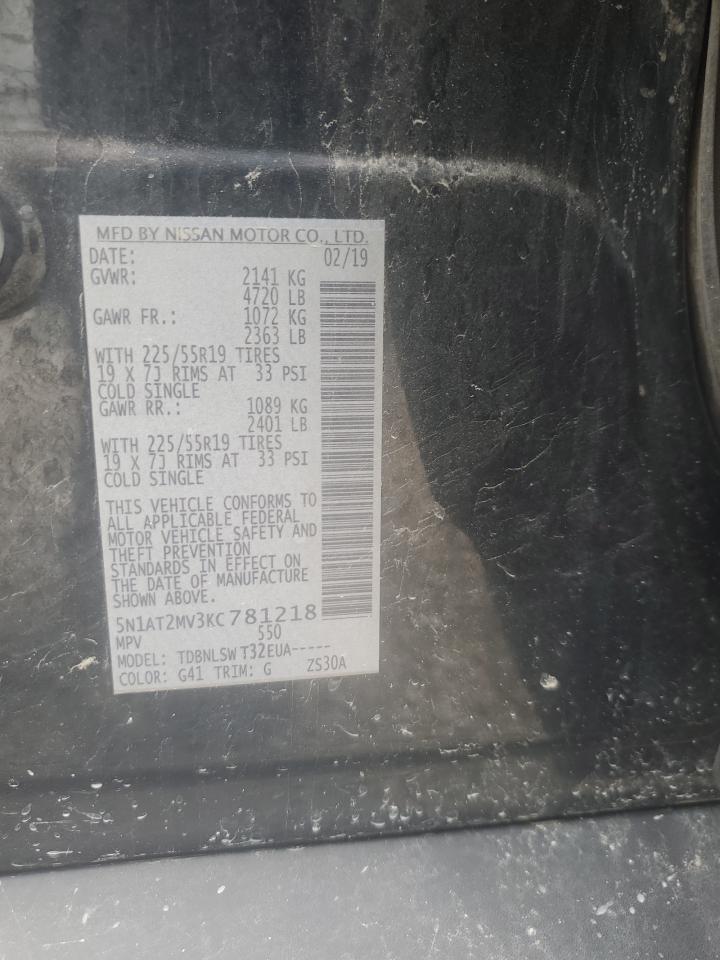 MFD BY NISSAN MOTOR CO., LTD.
DATE: 02/19
GVWR: 2141 KG
4720 LB
GAWR FR.: 1072 KG
2363 LB
WITH 225/55R19 TIRES
19 X 7J RIMS AT 33 PSI
COLD SINGLE
GAWR RR.: 1089 KG
2401 LB
WITH 225/55R19 TIRES
19 X 7J RIMS AT 33 PSI
COLD SINGLE
THIS VEHICLE CONFORMS TO
ALL APPLICABLE FEDERAL
MOTOR VEHICLE SAFETY AND
THEFT PREVENTION
STANDARDS IN EFFECT ON
THE DATE OF MANUFACTURE
SHOWN ABOVE.
5N1AT2MV3KC781218
MPV 550
MODEL: TDBNLSW T32EUA-----
COLOR: G41 TRIM: G ZS30A